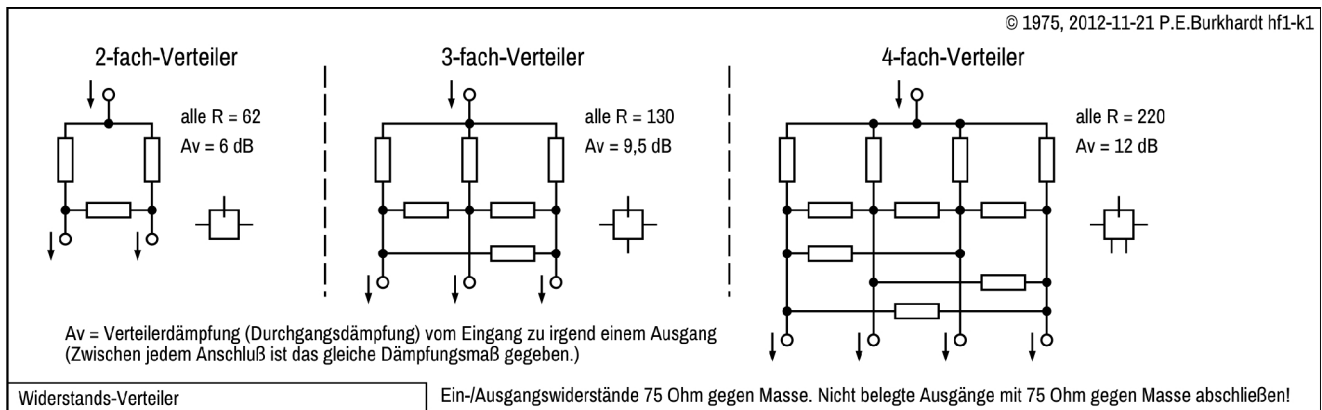 © 1975, 2012-11-21 P.E.Burkhardt hf1-k1
2-fach-Verteiler
alle R = 62
Av = 6 dB
3-fach-Verteiler
alle R = 130
Av = 9,5 dB
4-fach-Verteiler
alle R = 220
Av = 12 dB
Av = Verteilerdämpfung (Durchgangsdämpfung) vom Eingang zu irgend einem Ausgang
(Zwischen jedem Anschluß ist das gleiche Dämpfungsmaß gegeben.)
Widerstands-Verteiler
Ein-/Ausgangswiderstände 75 Ohm gegen Masse. Nicht belegte Ausgänge mit 75 Ohm gegen Masse abschließen!